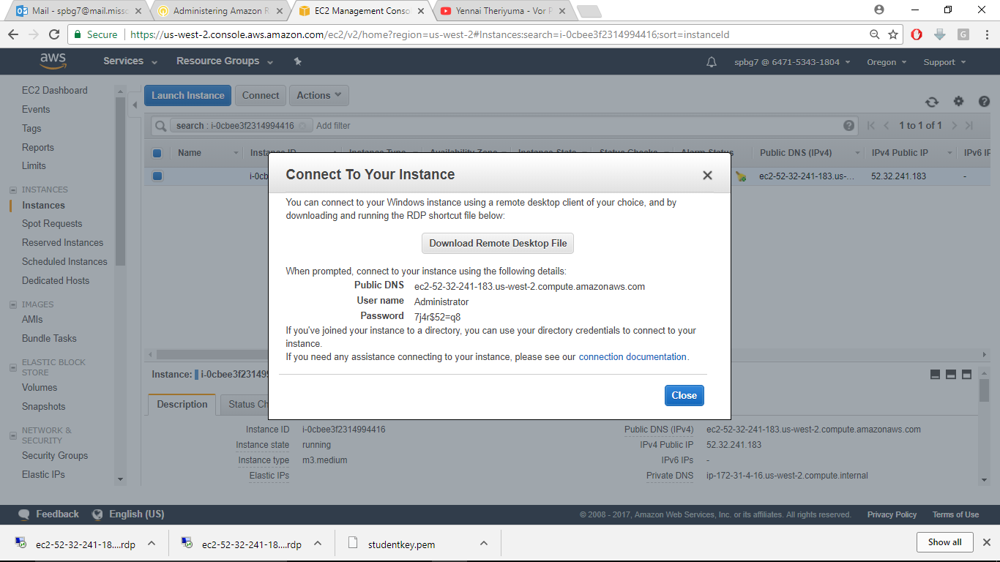 Mail - spbg7@mail.missc
Administering Amazon R
EC2 Management Conso
Yennai Theriyuma - Vor P
Secure
https://us-west-2.console.aws.amazon.com/ec2/v2/home?region=us-west-2#Instances:search=i-0cbee3f2314994416;sort=instanceId
aws
Services
Resource Groups
spbg7 @ 6471-5343-1804
Oregon
Support
EC2 Dashboard
Events
Tags
Reports
Limits
INSTANCES
Instances
Spot Requests
Reserved Instances
Scheduled Instances
Dedicated Hosts
IMAGES
AMIs
Bundle Tasks
ELASTIC BLOCK
STORE
Volumes
Snapshots
NETWORK &
SECURITY
Security Groups
Elastic IPs
Launch Instance
Connect
Actions
search : i-0cbee3f2314994416
Add filter
1 to 1 of 1
Name
Instance ID
Instance Type
Availability Zone
Instance State
Status Checks
Alarm Status
Public DNS (IPv4)
IPv4 Public IP
IPv6 IP
i-0cb
ec2-52-32-241-183.us-...
52.32.241.183
-
Connect To Your Instance
You can connect to your Windows instance using a remote desktop client of your choice, and by
downloading and running the RDP shortcut file below:
Download Remote Desktop File
When prompted, connect to your instance using the following details:
Public DNS ec2-52-32-241-183.us-west-2.compute.amazonaws.com
User name Administrator
Password 7j4r$52=q8
If you've joined your instance to a directory, you can use your directory credentials to connect to your
instance.
If you need any assistance connecting to your instance, please see our connection documentation.
Close
Instance: i-0cbee3f23149
Description
Status Ch
Instance ID i-0cbee3f2314994416
Instance state running
Instance type m3.medium
Elastic IPs
Public DNS (IPv4) ec2-52-32-241-183.us-west-2.compute.amazonaws.com
IPv4 Public IP 52.32.241.183
IPv6 IPs -
Private DNS ip-172-31-4-16.us-west-2.compute.internal
Feedback
English (US)
© 2008 - 2017, Amazon Web Services, Inc. or its affiliates. All rights reserved.
Privacy Policy
Terms of Use
ec2-52-32-241-18....rdp
ec2-52-32-241-18....rdp
studentkey.pem
Show all